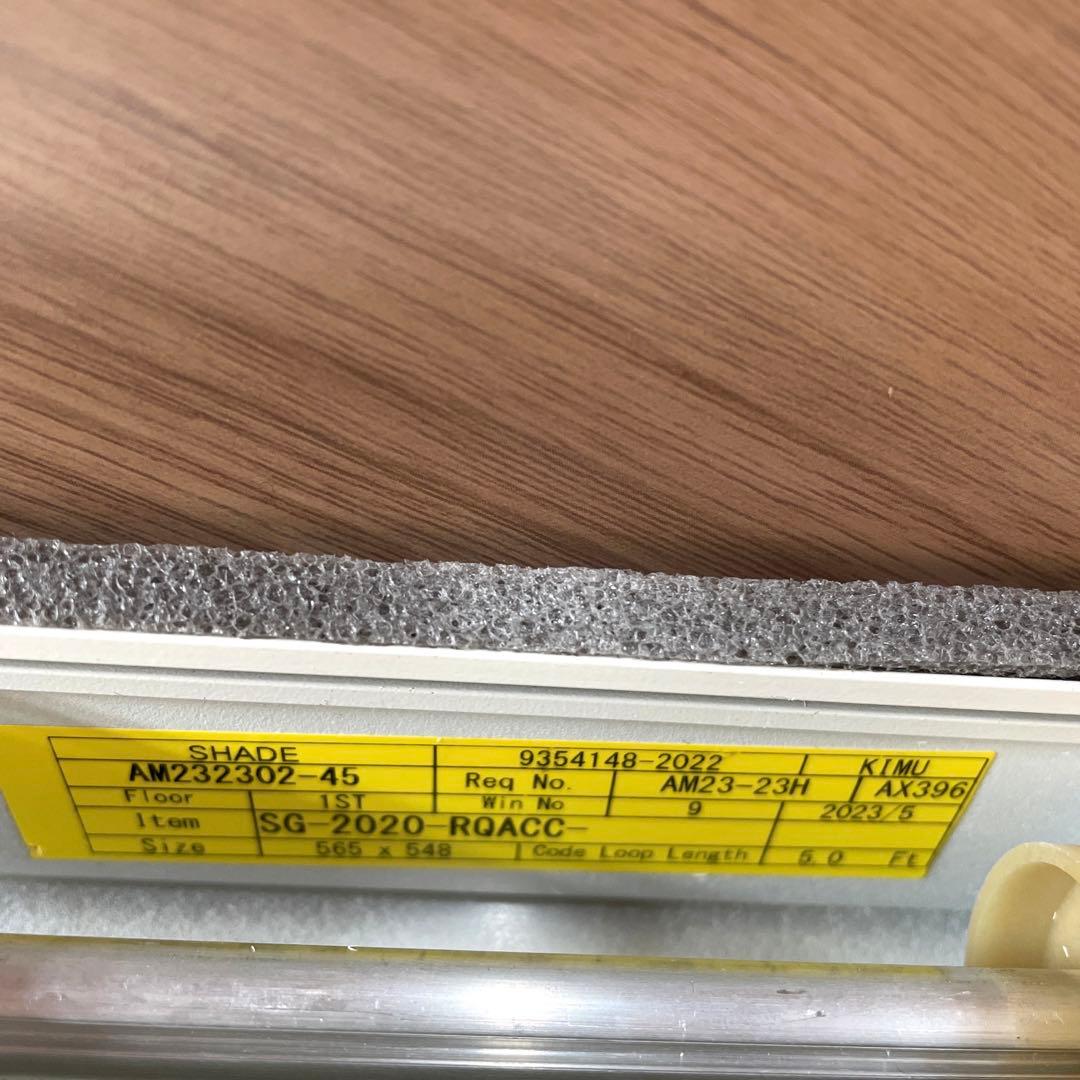 SHADE 9354148-2022 KIMU
AM232302-45 Req No. AM23-23H AX396
Floor 1ST Win No 9 2023/5
Item SG-2020-RQACC-
Size 565 x 548 Code Loop Length 5.0 Ft